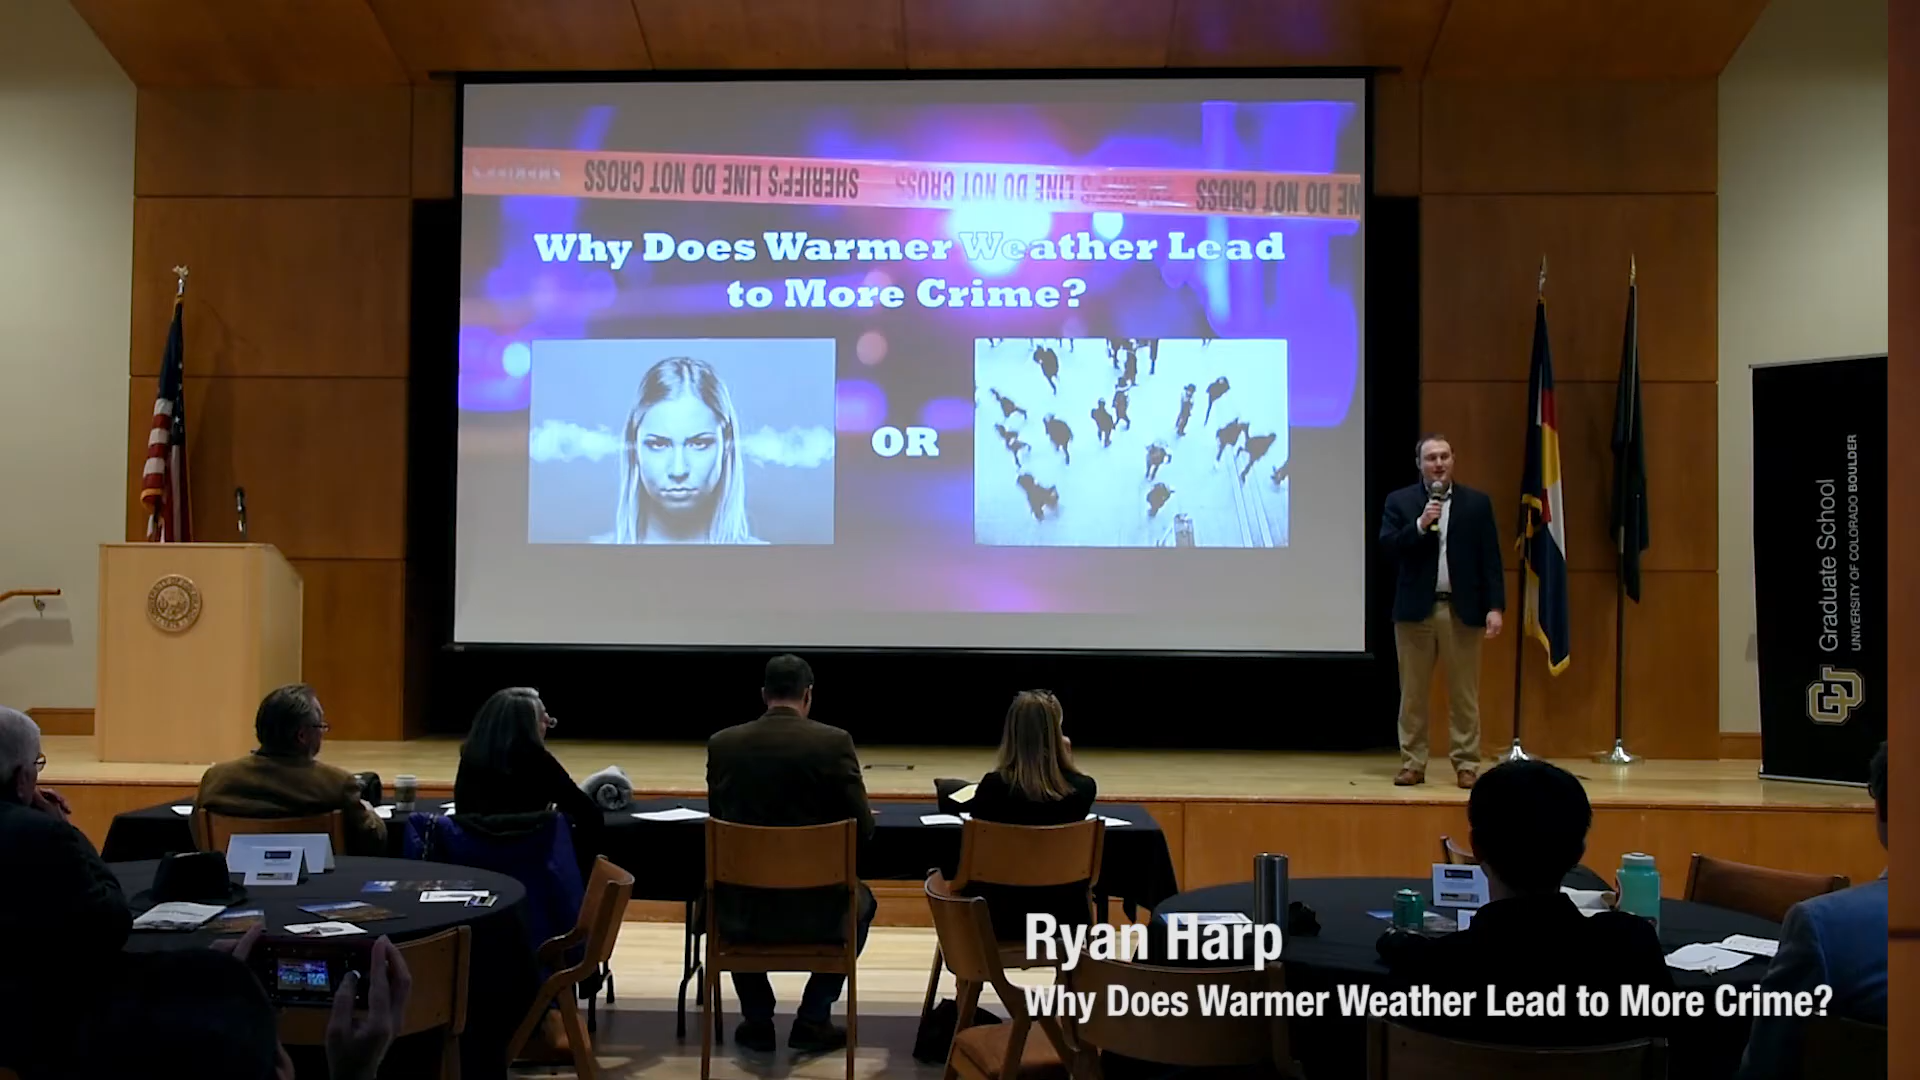 SHERIFF'S LINE DO NOT CROSS
SHERIFF'S LINE DO NOT CROSS
NE DO NOT CROSS
Why Does Warmer Weather Lead
to More Crime?
OR
Graduate School
UNIVERSITY OF COLORADO BOULDER
CU
Ryan Harp
Why Does Warmer Weather Lead to More Crime?